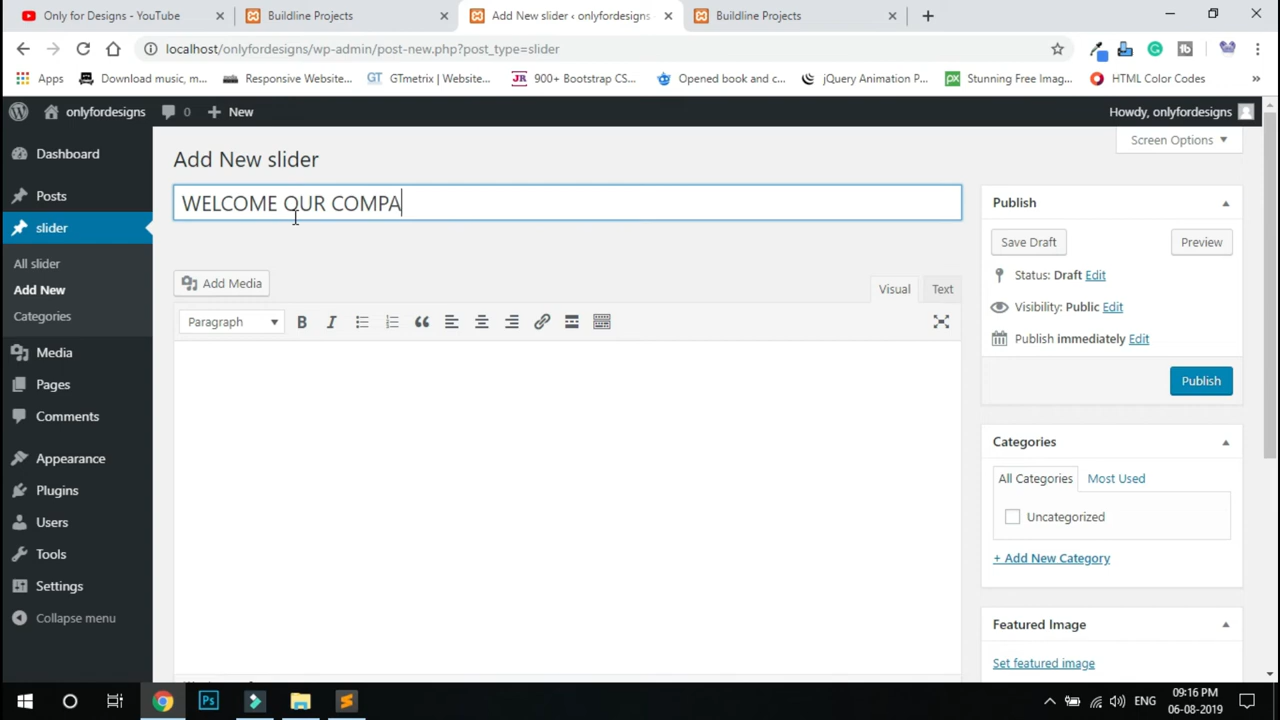 Only for Designs - YouTube
Buildline Projects
Add New slider ‹ onlyfordesigns
Buildline Projects
localhost/onlyfordesigns/wp-admin/post-new.php?post_type=slider
Apps
Download music, m...
Responsive Website...
GT GTmetrix | Website...
JR 900+ Bootstrap CS...
Opened book and c...
jQuery Animation P...
px Stunning Free Imag...
HTML Color Codes
onlyfordesigns
0
New
Howdy, onlyfordesigns
Screen Options
Dashboard
Posts
slider
All slider
Add New
Categories
Media
Pages
Comments
Appearance
Plugins
Users
Tools
Settings
Collapse menu
Add New slider
WELCOME OUR COMPA
Add Media
Visual
Text
Paragraph
B I
Publish
Save Draft
Preview
Status: Draft Edit
Visibility: Public Edit
Publish immediately Edit
Publish
Categories
All Categories
Most Used
Uncategorized
+ Add New Category
Featured Image
Set featured image
Ps
ENG
09:16 PM
06-08-2019